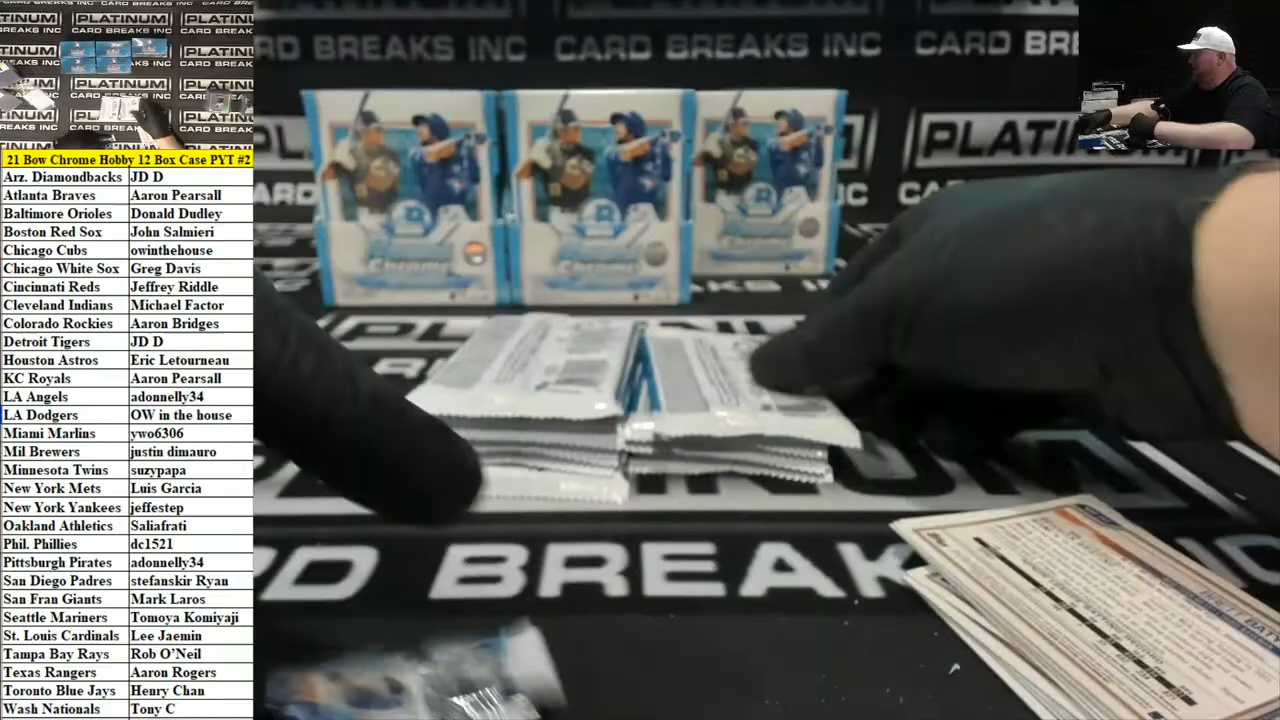 PLATINUM
CARD BREAKS INC
CARD BREAKS INC
CARD BRE
PLATINUM
21 Bow Chrome Hobby 12 Box Case PYT #2
Arz. Diamondbacks JD D
Atlanta Braves Aaron Pearsall
Baltimore Orioles Donald Dudley
Boston Red Sox John Salmieri
Chicago Cubs owinthehouse
Chicago White Sox Greg Davis
Cincinnati Reds Jeffrey Riddle
Cleveland Indians Michael Factor
Colorado Rockies Aaron Bridges
Detroit Tigers JD D
Houston Astros Eric Letourneau
KC Royals Aaron Pearsall
LA Angels adonnelly34
LA Dodgers OW in the house
Miami Marlins ywo6306
Mil Brewers justin dimauro
Minnesota Twins suzypapa
New York Mets Luis Garcia
New York Yankees jeffestep
Oakland Athletics Saliafrati
Phil. Phillies dc1521
Pittsburgh Pirates adonnelly34
San Diego Padres stefanskir Ryan
San Fran Giants Mark Laros
Seattle Mariners Tomoya Komiyaji
St. Louis Cardinals Lee Jaemin
Tampa Bay Rays Rob O'Neil
Texas Rangers Aaron Rogers
Toronto Blue Jays Henry Chan
Wash Nationals Tony C
Chrome
Chrome
PLATINUM
D BREAK